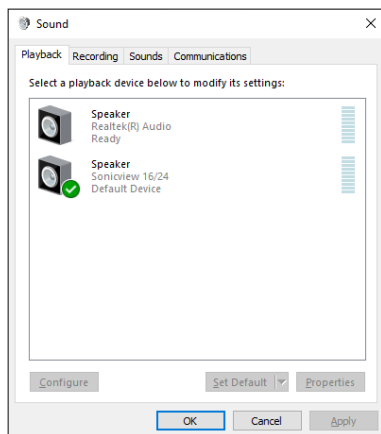 Sound
Playback Recording Sounds Communications
Select a playback device below to modify its settings:
Speaker
Realtek(R) Audio
Ready
Speaker
Sonicview 16/24
Default Device
Configure Set Default Properties
OK Cancel Apply